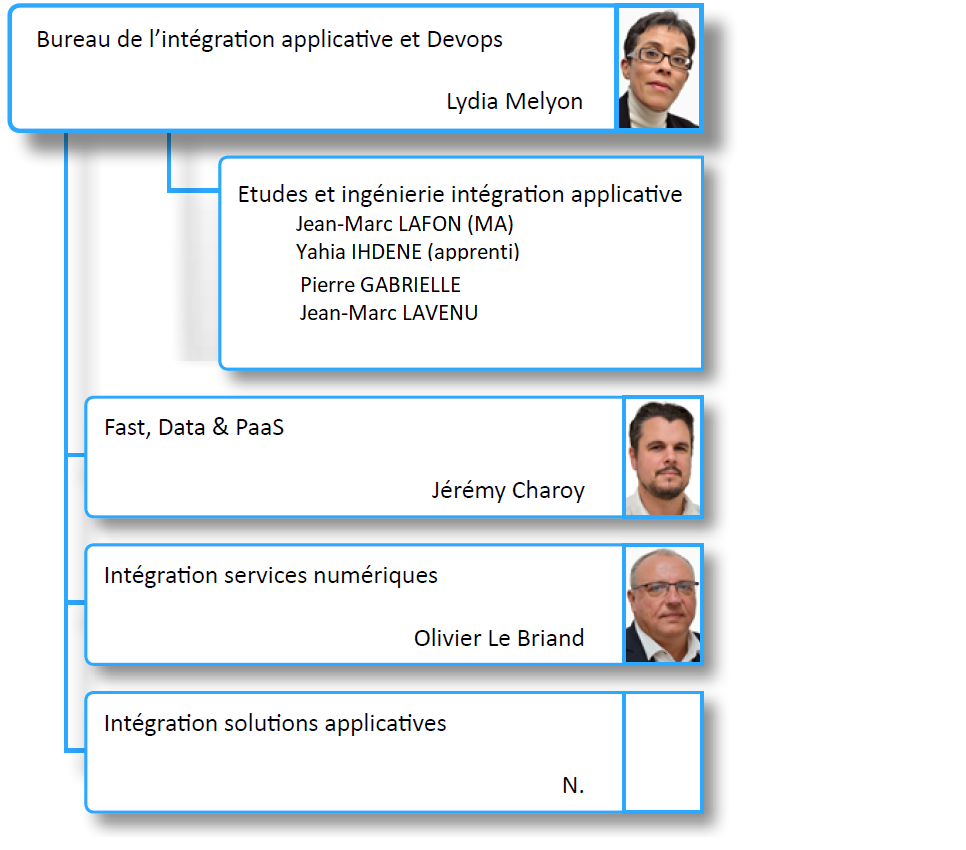 Bureau de l’intégration applicative et Devops
Lydia Melyon
Etudes et ingénierie intégration applicative
Jean-Marc LAFON (MA)
Yahia IHDENE (apprenti)
Pierre GABRIELLE
Jean-Marc LAVENU
Fast, Data & PaaS
Jérémy Charoy
Intégration services numériques
Olivier Le Briand
Intégration solutions applicatives
N.